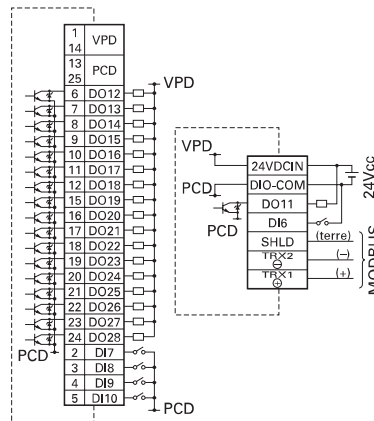 1
14 VPD
13
25 PCD
VPD
6 DO12
7 DO13
8 DO14
9 DO15
10 DO16
11 DO17
12 DO18
15 DO19
16 DO20
17 DO21
18 DO22
19 DO23
20 DO24
21 DO25
22 DO26
23 DO27
24 DO28
PCD
2 DI7
3 DI8
4 DI9
5 DI10
PCD
VPD
24VDCIN
PCD
DIO-COM
24Vcc
DO11
PCD
DI6
SHLD (terre)
TRX2 ⊖ (–)
TRX1 ⊕ (+)
MODBUS